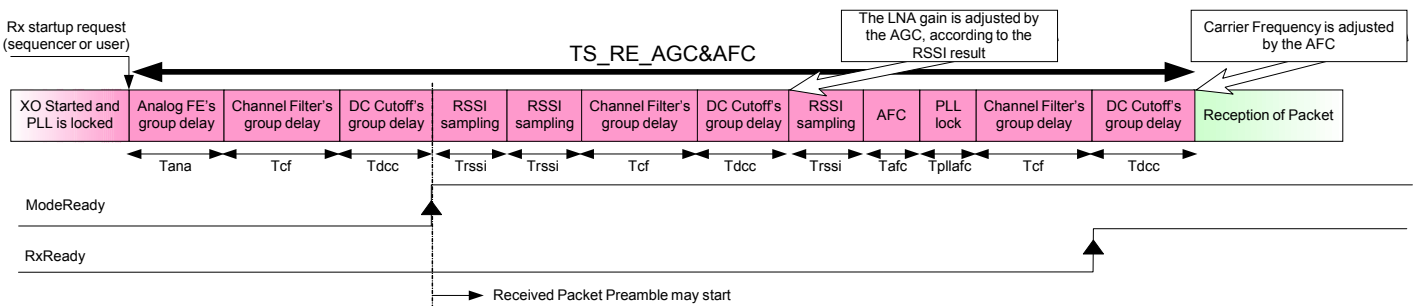 Rx startup request
(sequencer or user)
TS_RE_AGC&AFC
The LNA gain is adjusted by
the AGC, according to the
RSSI result
Carrier Frequency is adjusted
by the AFC
XO Started and
PLL is locked
Analog FE's
group delay
Channel Filter's
group delay
DC Cutoff's
group delay
RSSI
sampling
RSSI
sampling
Channel Filter's
group delay
DC Cutoff's
group delay
RSSI
sampling
AFC
PLL
lock
Channel Filter's
group delay
DC Cutoff's
group delay
Reception of Packet
Tana
Tcf
Tdcc
Trssi
Trssi
Tcf
Tdcc
Trssi
Tafc
Tpllafc
Tcf
Tdcc
ModeReady
RxReady
Received Packet Preamble may start